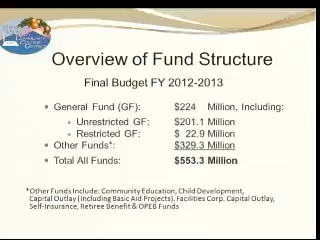 Overview of Fund Structure
Final Budget FY 2012-2013
General Fund (GF): $224 Million, Including:
Unrestricted GF: $201.1 Million
Restricted GF: $ 22.9 Million
Other Funds*: $329.3 Million
Total All Funds: $553.3 Million
*Other Funds Include: Community Education, Child Development,
Capital Outlay (Including Basic Aid Projects), Facilities Corp. Capital Outlay,
Self-Insurance, Retiree Benefit & OPEB Funds